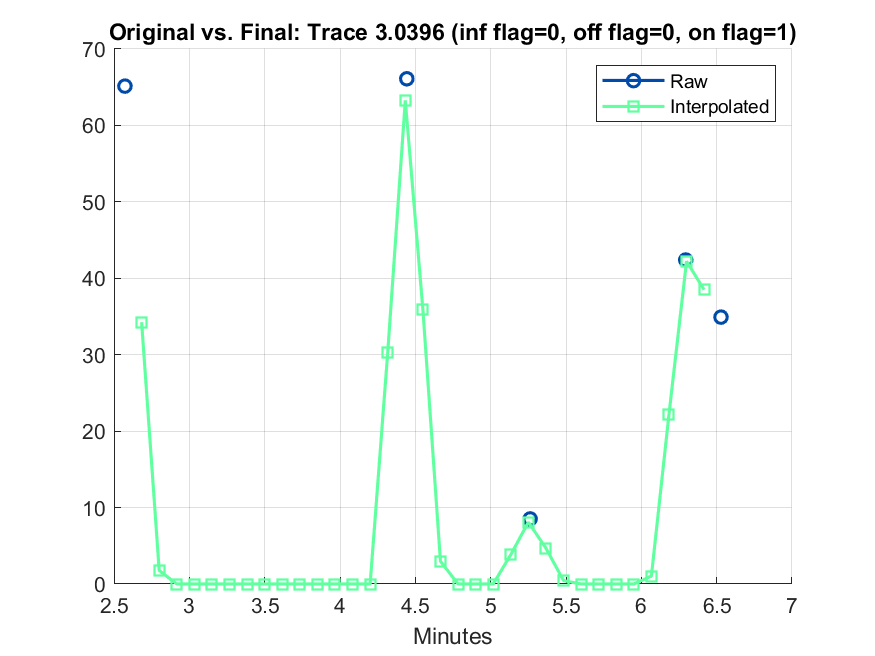 Original vs. Final: Trace 3.0396 (inf flag=0, off flag=0, on flag=1)
70
60
50
40
30
20
10
0
Raw
Interpolated
2.5 3 3.5 4 4.5 5 5.5 6 6.5 7
Minutes